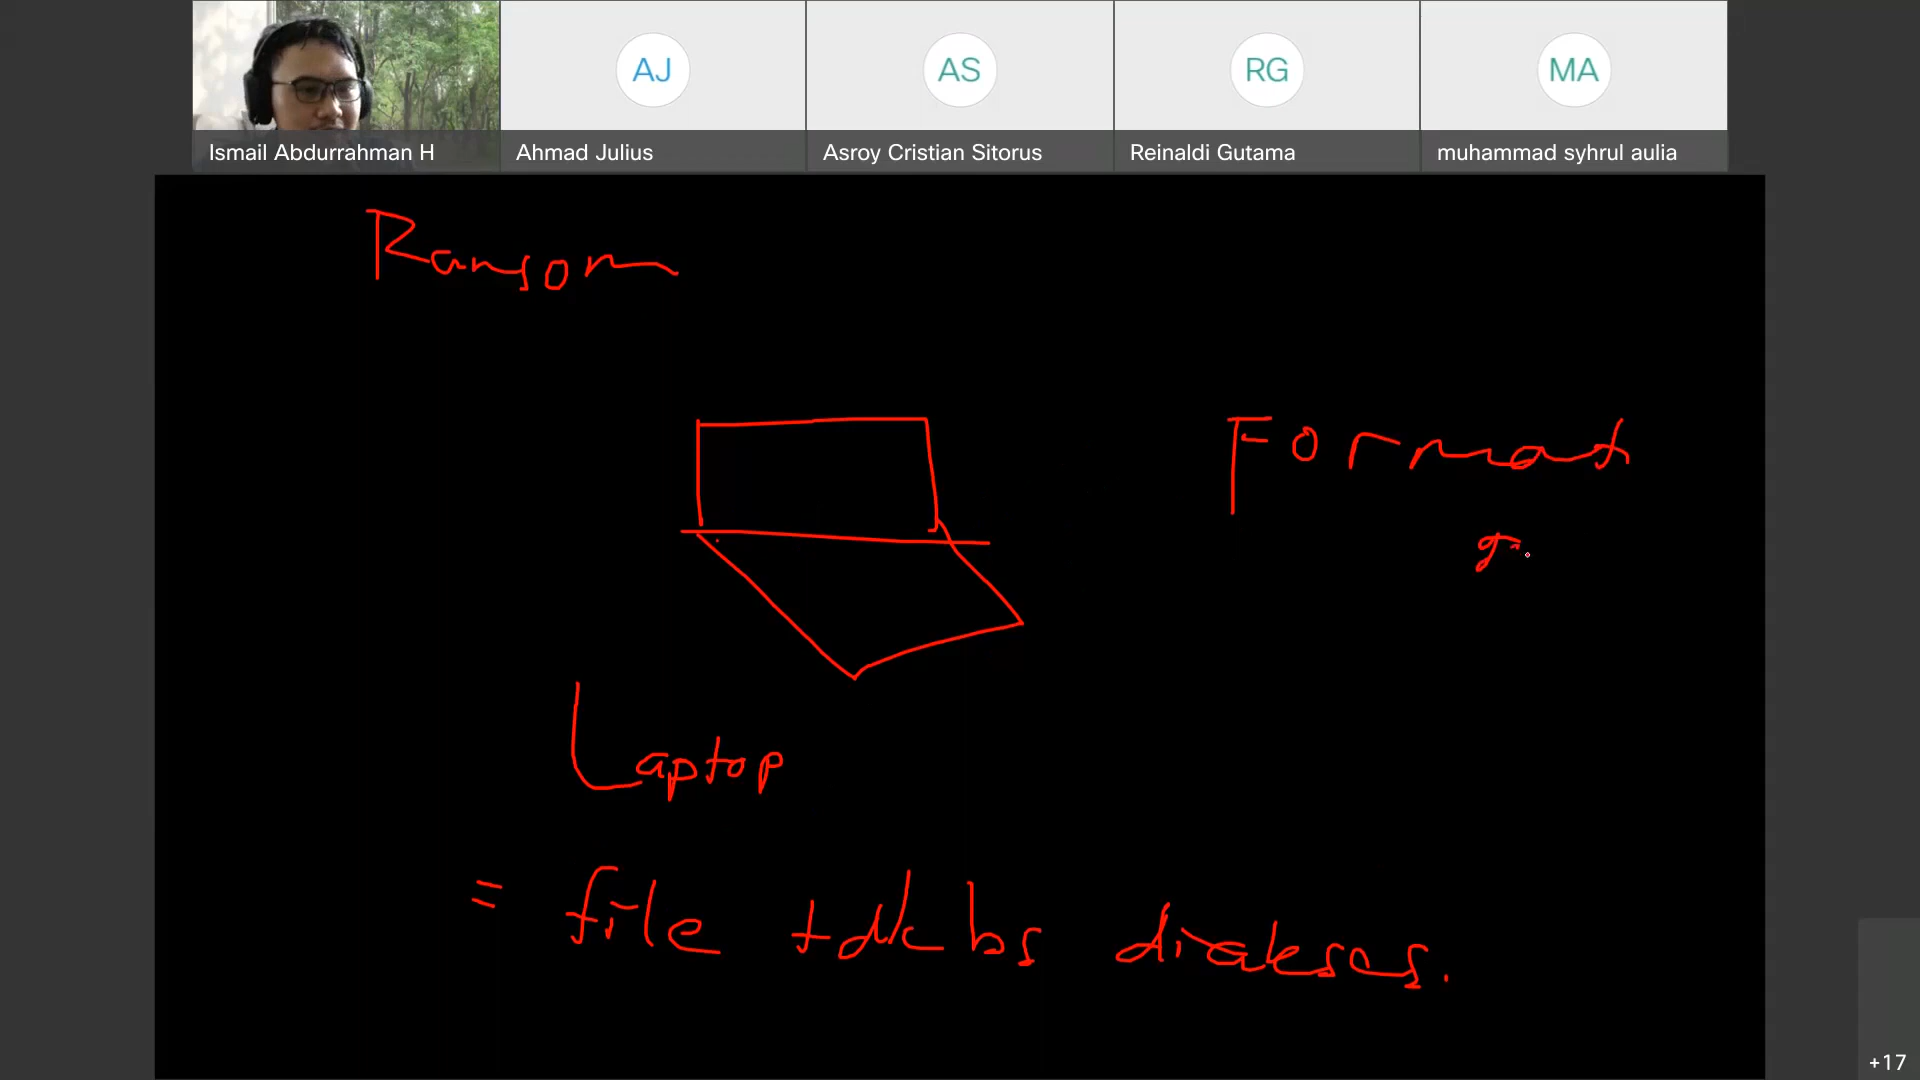 AJ
AS
RG
MA
Ismail Abdurrahman H
Ahmad Julius
Asroy Cristian Sitorus
Reinaldi Gutama
muhammad syhrul aulia
Ransom
Format
Laptop
= file tdk bs diakses.
+17